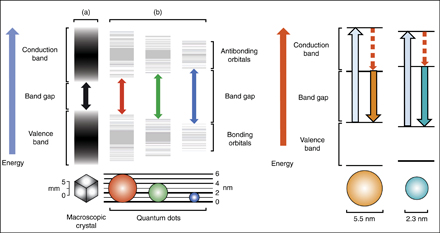 (a)
(b)
Conduction
band
Antibonding
orbitals
Band gap
Band gap
Valence
band
Bonding
orbitals
Energy
5
0
mm
6
4
2
0
nm
Macroscopic
crystal
Quantum dots
Conduction
band
Band gap
Valence
band
Energy
5.5 nm
2.3 nm